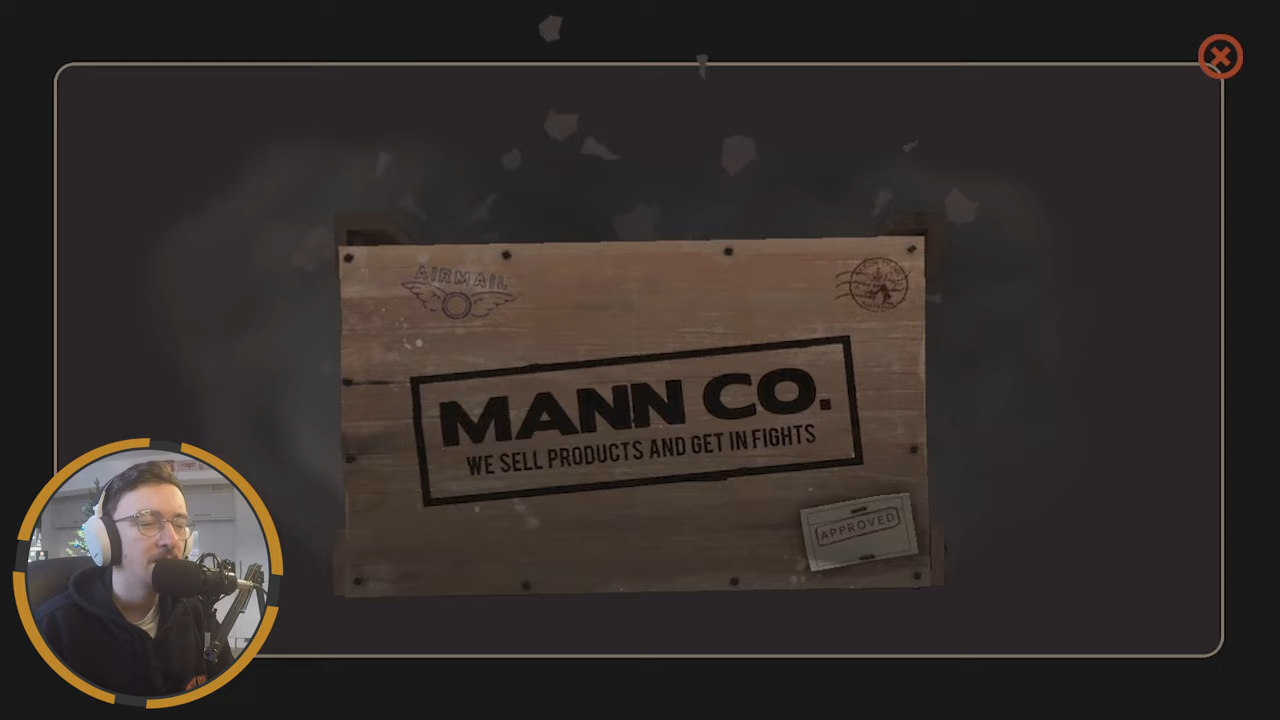 AIRMAIL
MANN CO.
WE SELL PRODUCTS AND GET IN FIGHTS
APPROVED